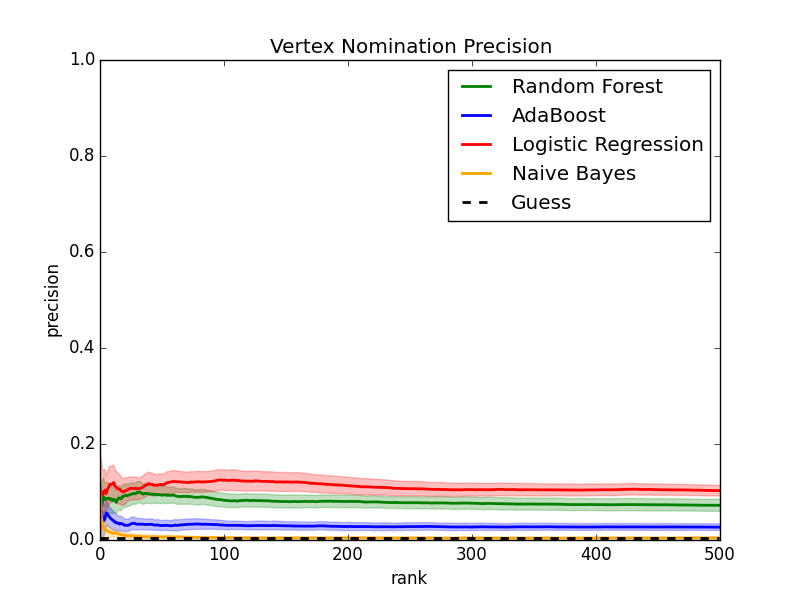 Vertex Nomination Precision
1.0
0.8
0.6
0.4
0.2
0.0
precision
Random Forest
AdaBoost
Logistic Regression
Naive Bayes
Guess
0 100 200 300 400 500
rank